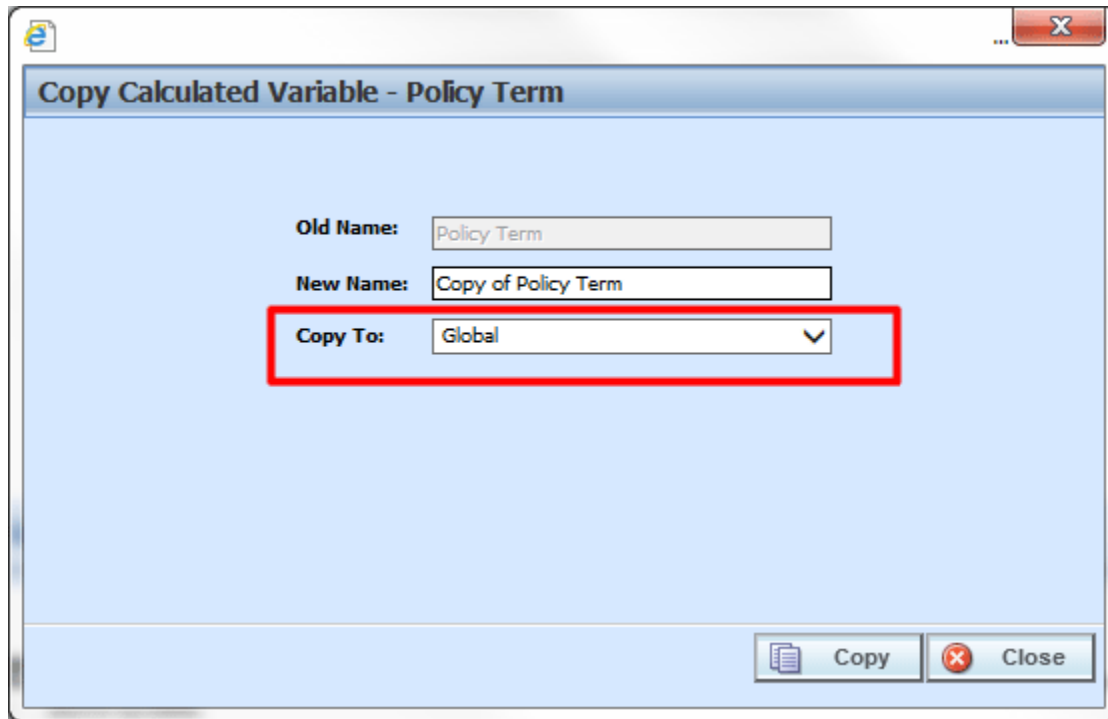 ...
Copy Calculated Variable - Policy Term
Old Name: Policy Term
New Name: Copy of Policy Term
Copy To: Global
Copy Close